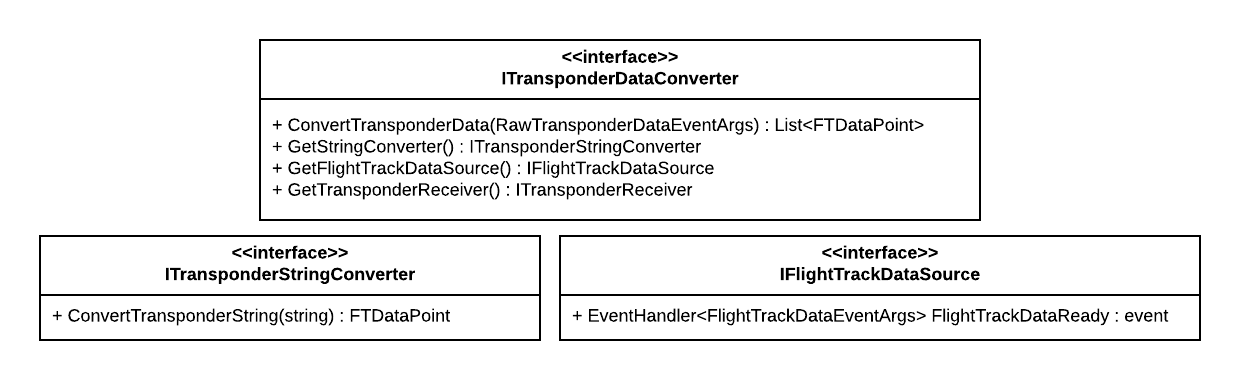 <<interface>>
ITransponderDataConverter
+ ConvertTransponderData(RawTransponderDataEventArgs) : List<FTDataPoint>
+ GetStringConverter() : ITransponderStringConverter
+ GetFlightTrackDataSource() : IFlightTrackDataSource
+ GetTransponderReceiver() : ITransponderReceiver
<<interface>>
ITransponderStringConverter
+ ConvertTransponderString(string) : FTDataPoint
<<interface>>
IFlightTrackDataSource
+ EventHandler<FlightTrackDataEventArgs> FlightTrackDataReady : event